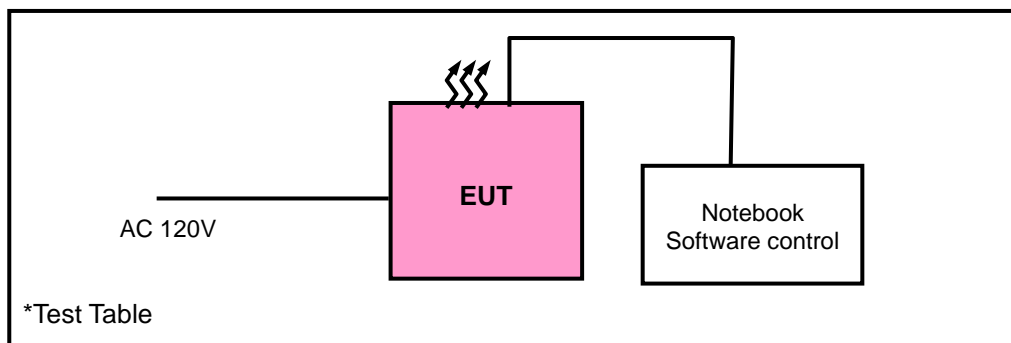 EUT
AC 120V
Notebook
Software control
*Test Table